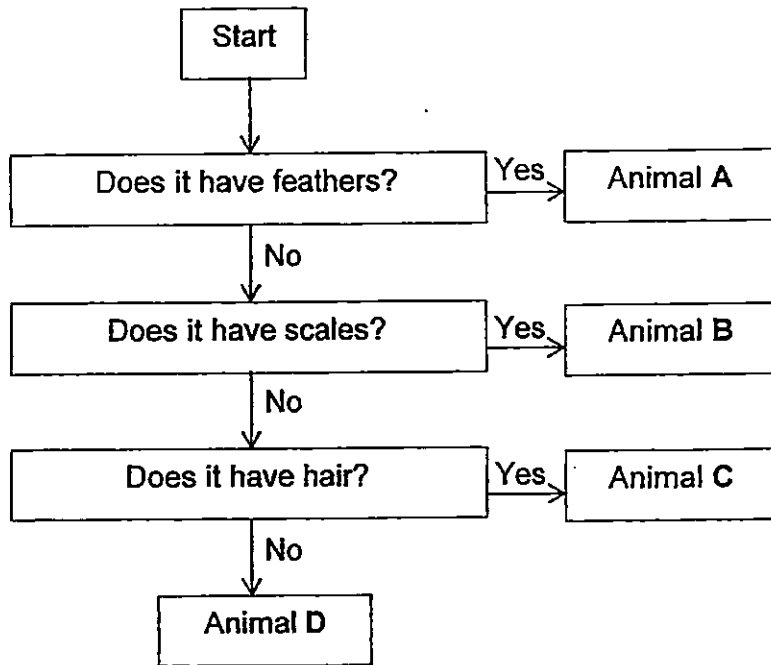 Start
Does it have feathers?
Yes
Animal A
No
Does it have scales?
Yes
Animal B
No
Does it have hair?
Yes
Animal C
No
Animal D